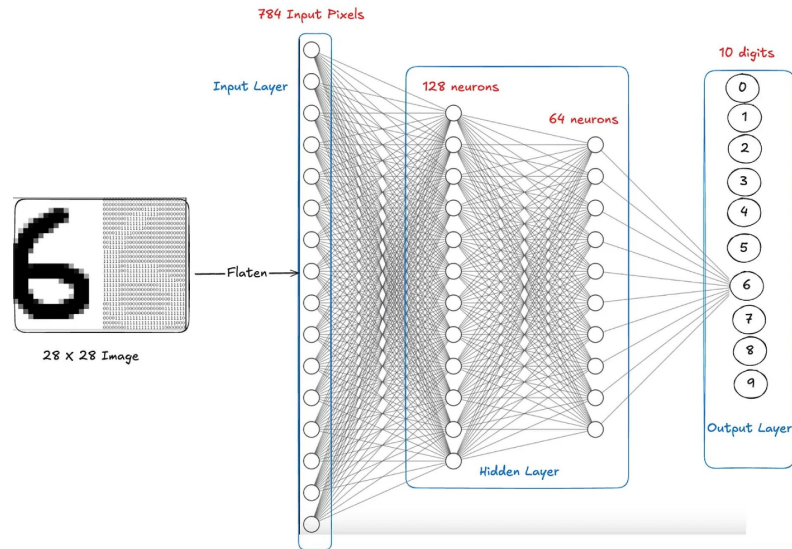 784 Input Pixels
10 digits
Input Layer
128 neurons
64 neurons
0
1
2
3
4
5
6
7
8
9
Flaten
28 X 28 Image
Output Layer
Hidden Layer